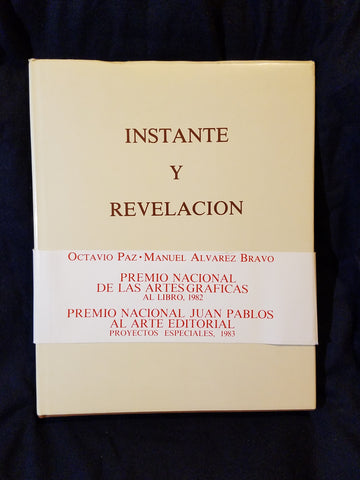 INSTANTE
Y
REVELACION
OCTAVIO PAZ · MANUEL ALVAREZ BRAVO
PREMIO NACIONAL
DE LAS ARTES GRAFICAS
AL LIBRO, 1982
PREMIO NACIONAL JUAN PABLOS
AL ARTE EDITORIAL
PROYECTOS ESPECIALES, 1983